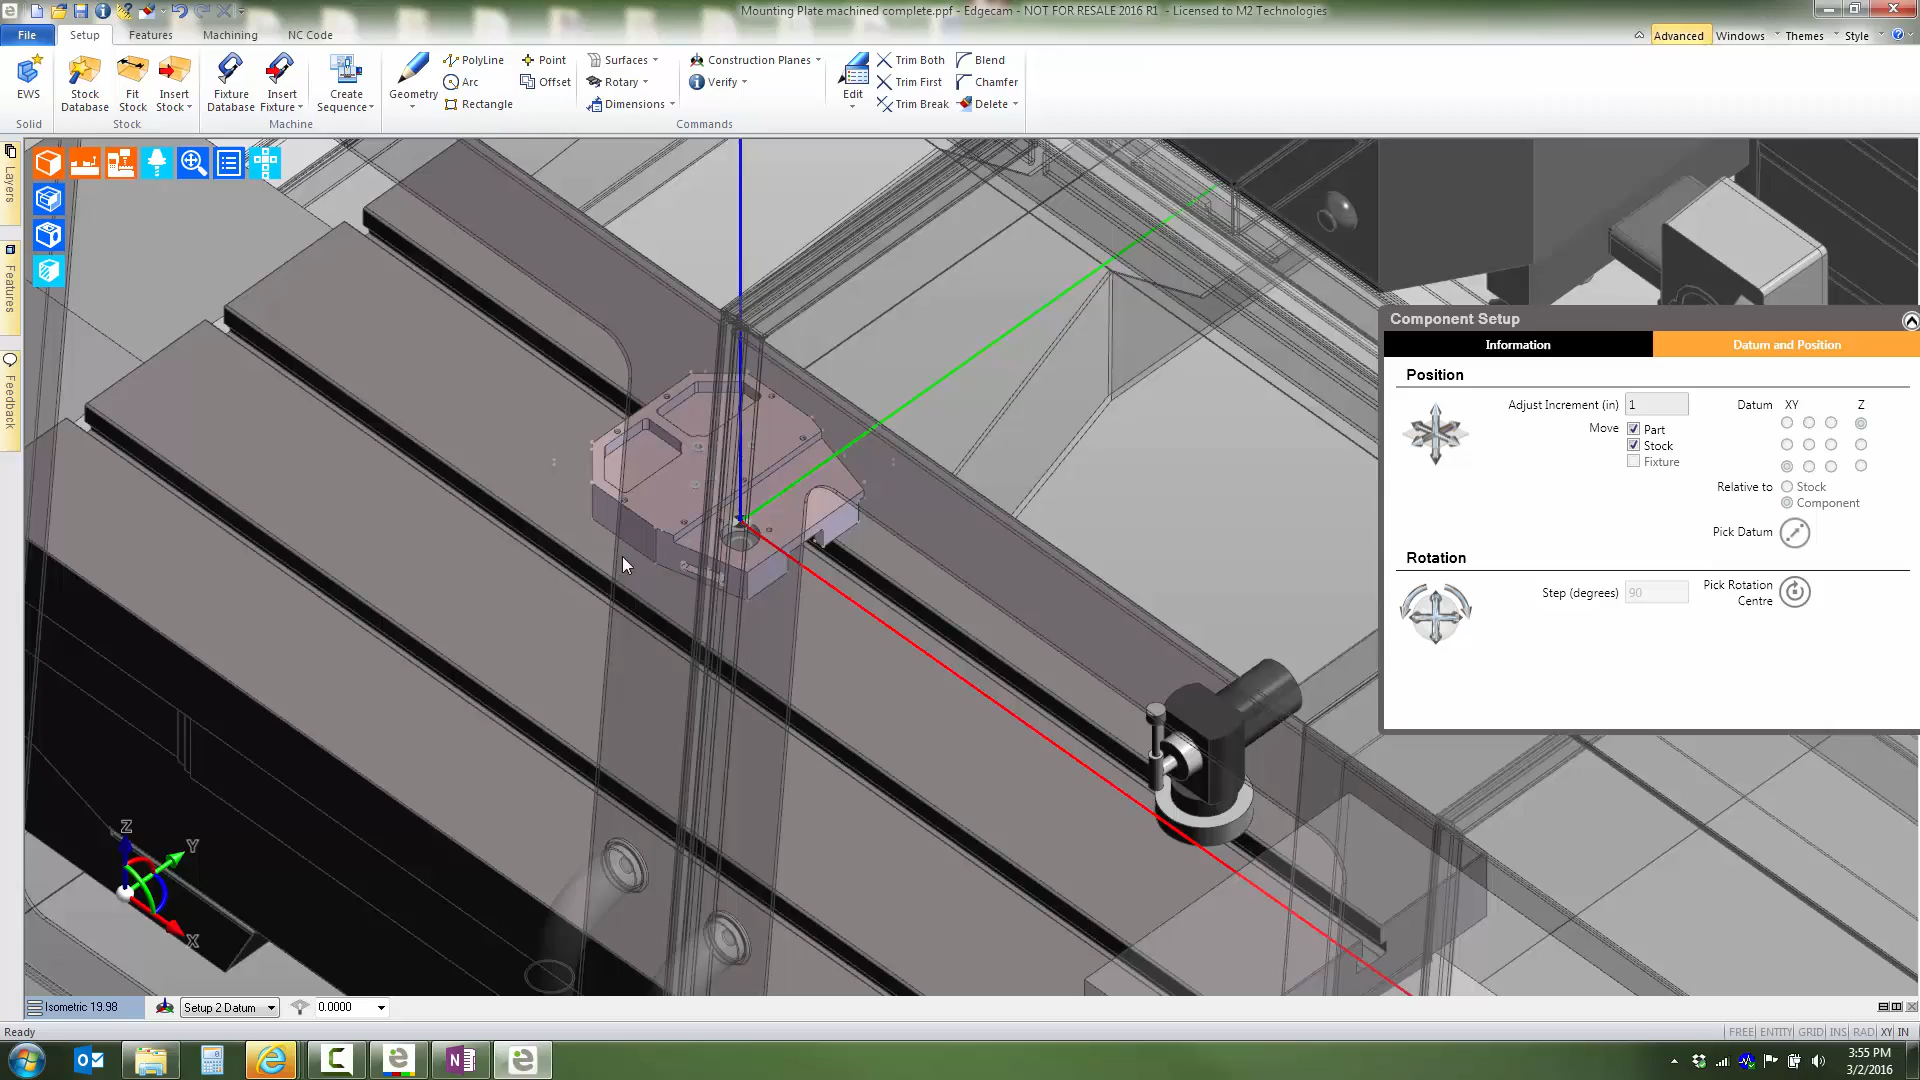 Mounting Plate machined complete.ppf - Edgecam - NOT FOR RESALE 2016 R1 - Licensed to M2 Technologies
File Setup Features Machining NC Code
Advanced Windows Themes Style
EWS
Stock Database
Fit Stock
Insert Stock
Fixture Database
Insert Fixture
Create Sequence
Geometry
PolyLine Point Surfaces Construction Planes
Arc Offset Rotary Verify
Rectangle Dimensions
Edit
Trim Both Blend
Trim First Chamfer
Trim Break Delete
Solid Stock Machine Commands
Layers
Features
Feedback
Component Setup
Information Datum and Position
Position
Adjust Increment (in) 1 Datum XY Z
Move Part
Stock
Fixture
Relative to Stock
Component
Pick Datum
Rotation
Step (degrees) 90 Pick Rotation Centre
Z
Y
X
Isometric 19.98 Setup 2 Datum 0.0000
Ready
FREE ENTITY GRID INS RAD XY IN
3:55 PM
3/2/2016